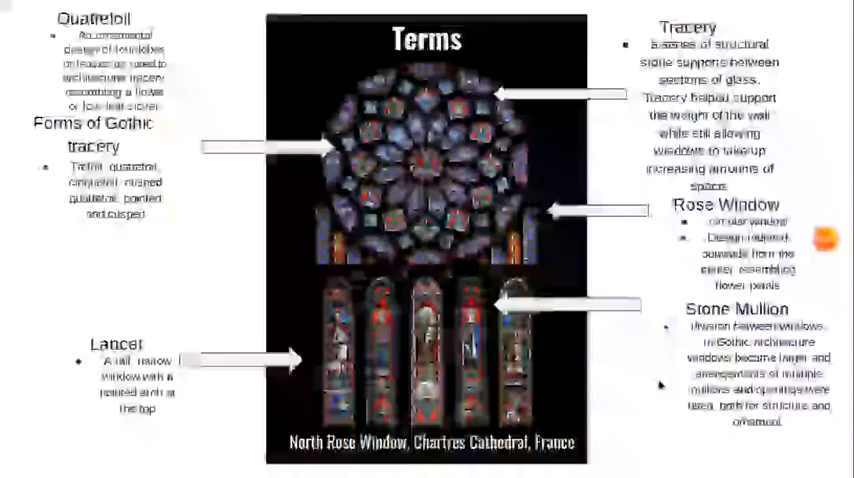 Quatrefoil
An ornamental
design of four lobes
or leaves as used in
architectural tracery
resembling a flower
or four leaf clover
Forms of Gothic
tracery
Trefoil, quatrefoil,
cinquefoil,
quatrefoil, pointed
and cusped
Lancet
A tall narrow
window with a
pointed arch at
the top
Terms
North Rose Window, Chartres Cathedral, France
Tracery
a series of structural
stone supports between
sections of glass.
Tracery helped support
the weight of the wall
while still allowing
windows to take up
increasing amounts of
space
Rose Window
circular window
Design radiated
outwards from the
center resembling
flower petals
Stone Mullion
division between windows.
In Gothic architecture
windows became larger and
arrangements of multiple
mullions and openings were
used, both for structure and
ornament